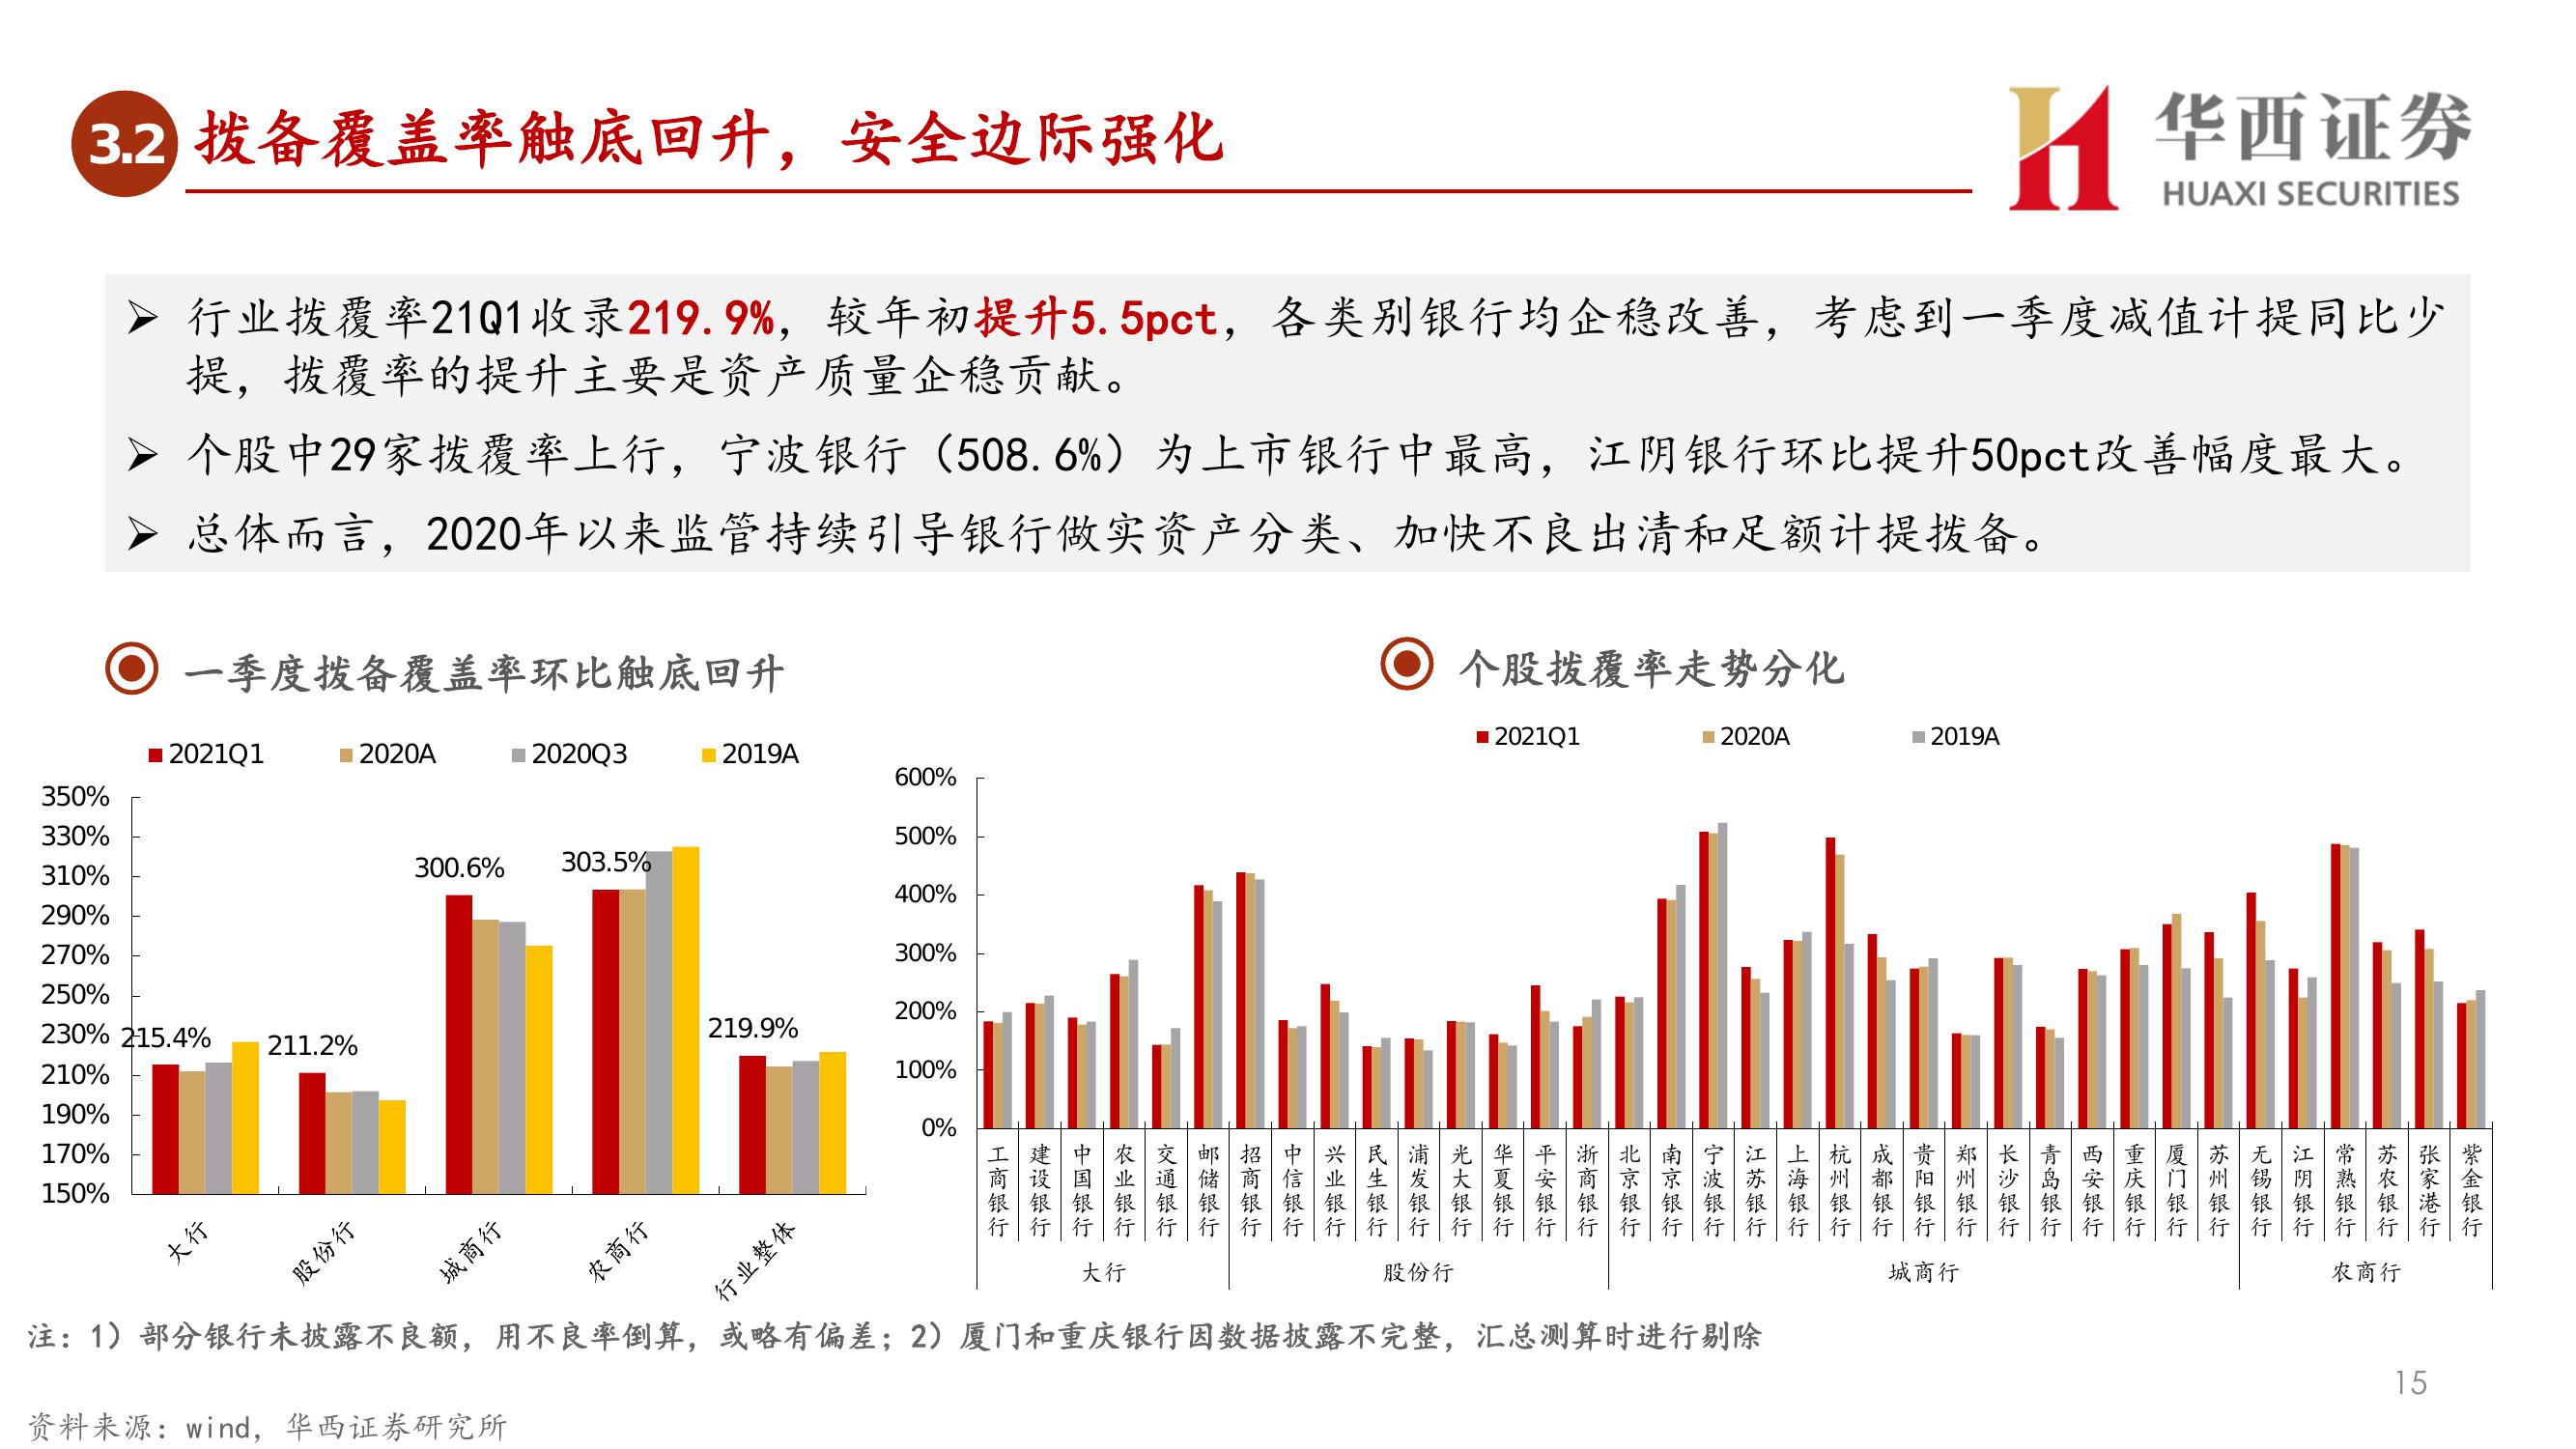 3.2
拨备覆盖率触底回升，安全边际强化
华西证券
HUAXI SECURITIES
行业拨覆率21Q1收录219.9%，较年初提升5.5pct，各类别银行均企稳改善，考虑到一季度减值计提同比少
提，拨覆率的提升主要是资产质量企稳贡献。
个股中29家拨覆率上行，宁波银行（508.6%）为上市银行中最高，江阴银行环比提升50pct改善幅度最大。
总体而言，2020年以来监管持续引导银行做实资产分类、加快不良出清和足额计提拨备。
一季度拨备覆盖率环比触底回升
2021Q1 2020A 2020Q3 2019A
350%
330%
310%
290%
270%
250%
230%
210%
190%
170%
150%
215.4%
211.2%
300.6%
303.5%
219.9%
大行
股份行
城商行
农商行
行业整体
个股拨覆率走势分化
2021Q1 2020A 2019A
600%
500%
400%
300%
200%
100%
0%
工商银行
建设银行
中国银行
农业银行
交通银行
邮储银行
招商银行
中信银行
兴业银行
民生银行
浦发银行
光大银行
华夏银行
平安银行
浙商银行
北京银行
南京银行
宁波银行
江苏银行
上海银行
杭州银行
成都银行
贵阳银行
郑州银行
长沙银行
青岛银行
西安银行
重庆银行
厦门银行
苏州银行
无锡银行
江阴银行
常熟银行
苏农银行
张家港行
紫金银行
大行
股份行
城商行
农商行
注：1）部分银行未披露不良额，用不良率倒算，或略有偏差；2）厦门和重庆银行因数据披露不完整，汇总测算时进行剔除
15
资料来源：wind，华西证券研究所